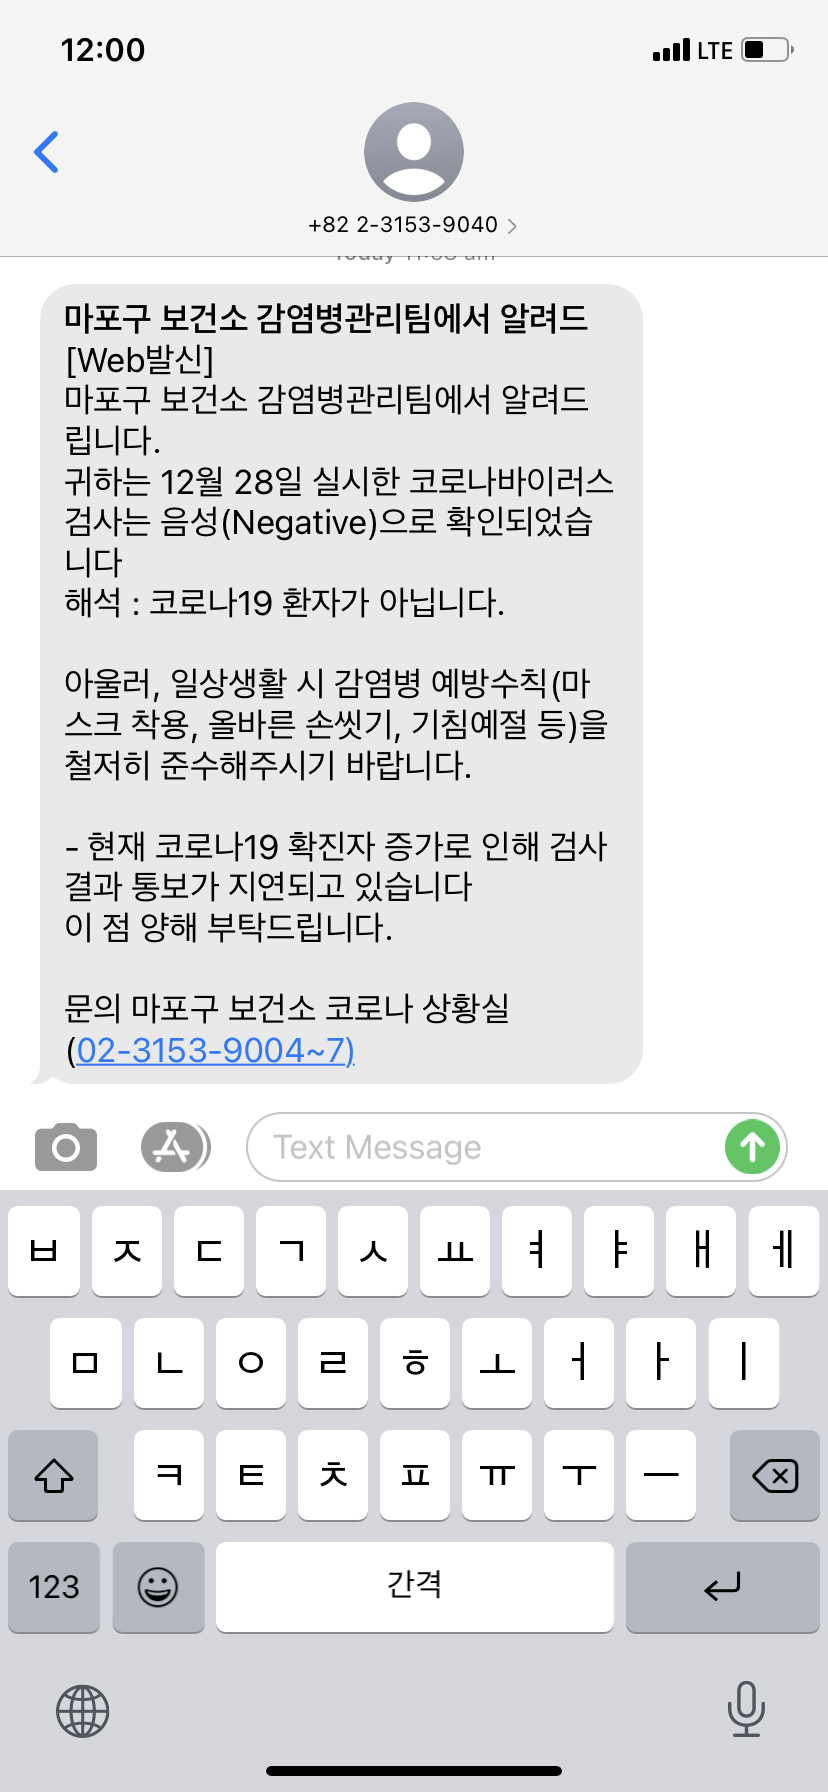 12:00
LTE
+82 2-3153-9040
마포구 보건소 감염병관리팀에서 알려드
[Web발신]
마포구 보건소 감염병관리팀에서 알려드
립니다.
귀하는 12월 28일 실시한 코로나바이러스
검사는 음성(Negative)으로 확인되었습
니다
해석 : 코로나19 환자가 아닙니다.
아울러, 일상생활 시 감염병 예방수칙(마
스크 착용, 올바른 손씻기, 기침예절 등)을
철저히 준수해주시기 바랍니다.
- 현재 코로나19 확진자 증가로 인해 검사
결과 통보가 지연되고 있습니다
이 점 양해 부탁드립니다.
문의 마포구 보건소 코로나 상황실
(02-3153-9004~7)
Text Message
ㅂ ㅈ ㄷ ㄱ ㅅ ㅛ ㅕ ㅑ ㅐ ㅔ
ㅁ ㄴ ㅇ ㄹ ㅎ ㅗ ㅓ ㅏ ㅣ
ㅋ ㅌ ㅊ ㅍ ㅠ ㅜ ㅡ
123 간격